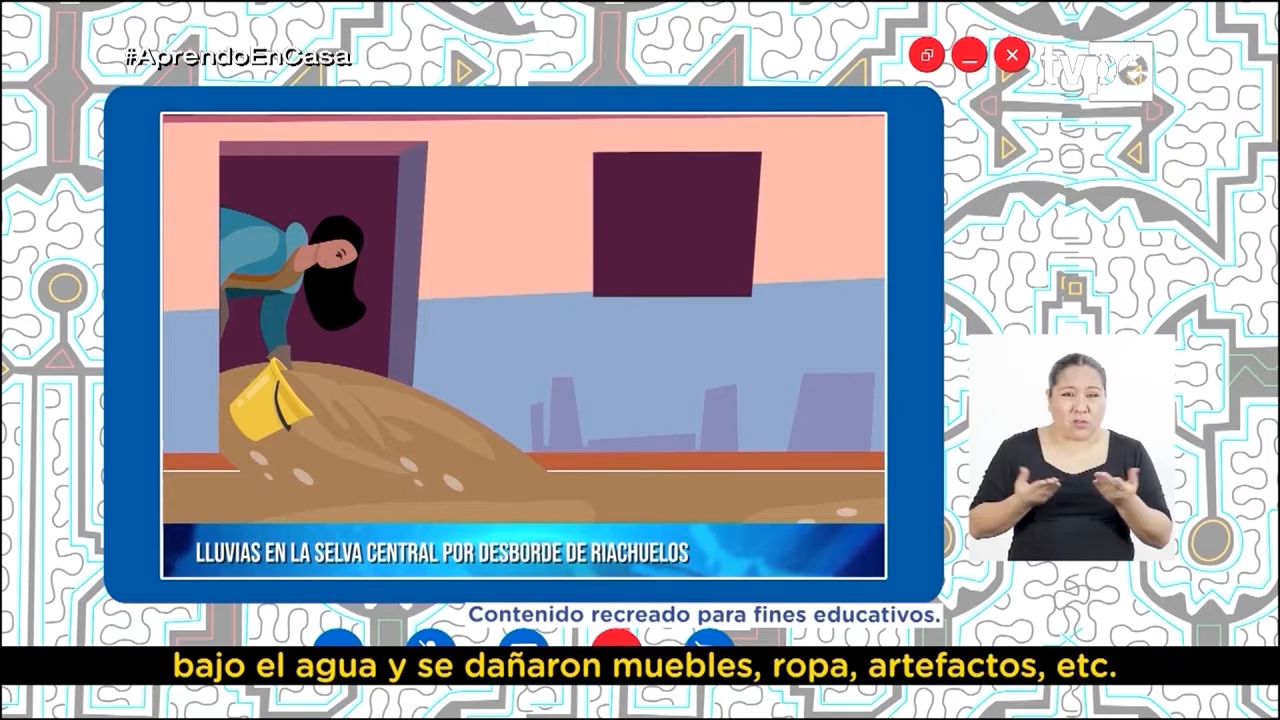 #AprendoEnCasa
tvpe
LLUVIAS EN LA SELVA CENTRAL POR DESBORDE DE RIACHUELOS
Contenido recreado para fines educativos.
bajo el agua y se dañaron muebles, ropa, artefactos, etc.